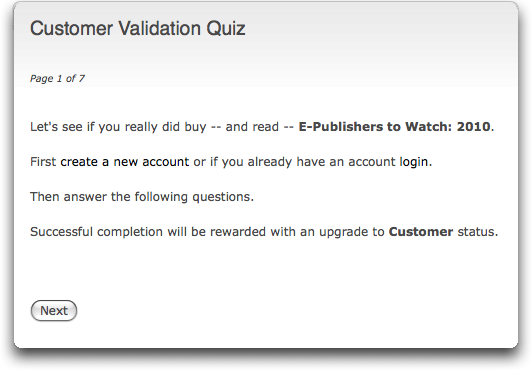 Customer Validation Quiz
Page 1 of 7
Let's see if you really did buy -- and read -- E-Publishers to Watch: 2010.
First create a new account or if you already have an account login.
Then answer the following questions.
Successful completion will be rewarded with an upgrade to Customer status.
Next